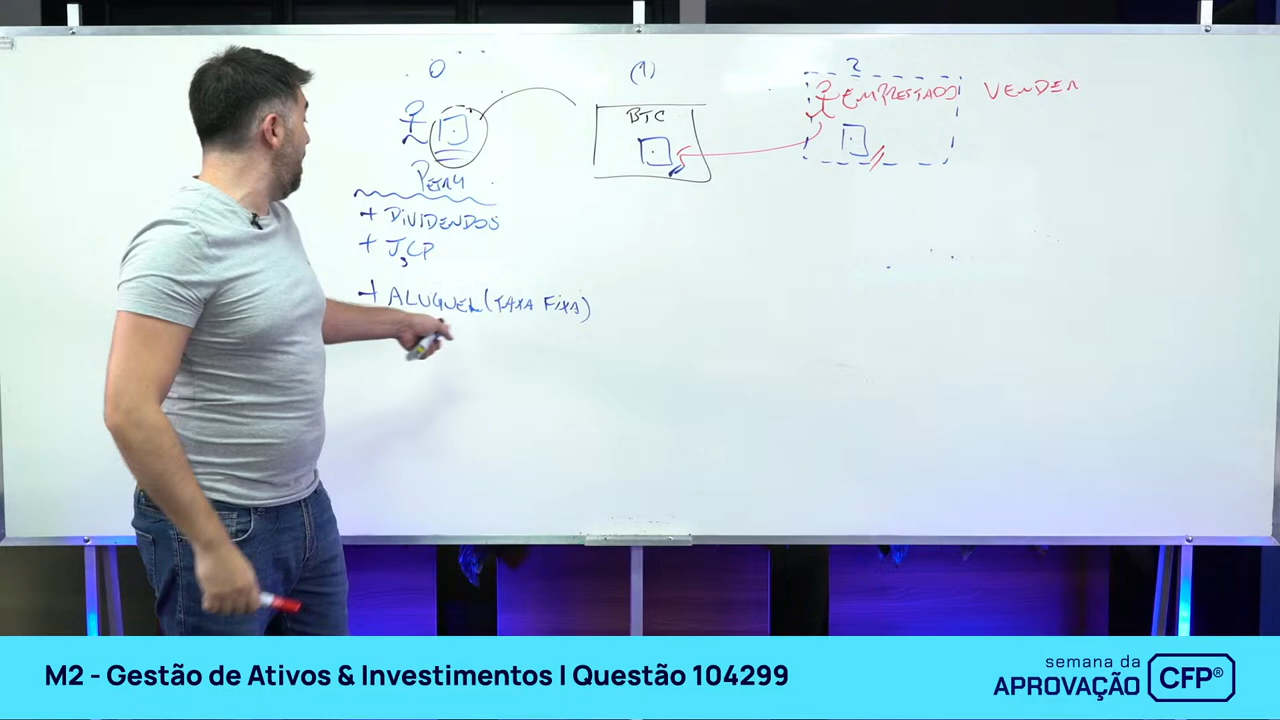 0
(1)
2
BTC
EMPRESTADO VENDER
PETR4
+ DIVIDENDOS
+ JCP
+ ALUGUEL (TAXA FIXA)
M2 - Gestão de Ativos & Investimentos | Questão 104299
semana da
APROVAÇÃO
CFP®